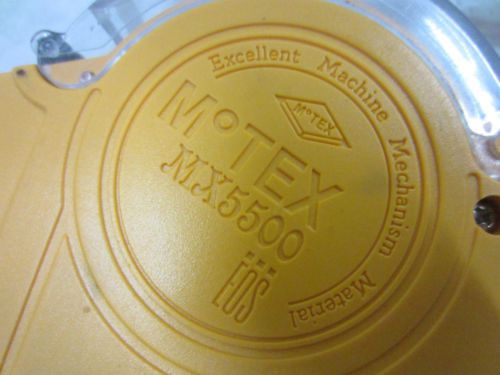 Excellent Machine Mechanism Material
MoTEX
MoTEX
MX5500
EOS